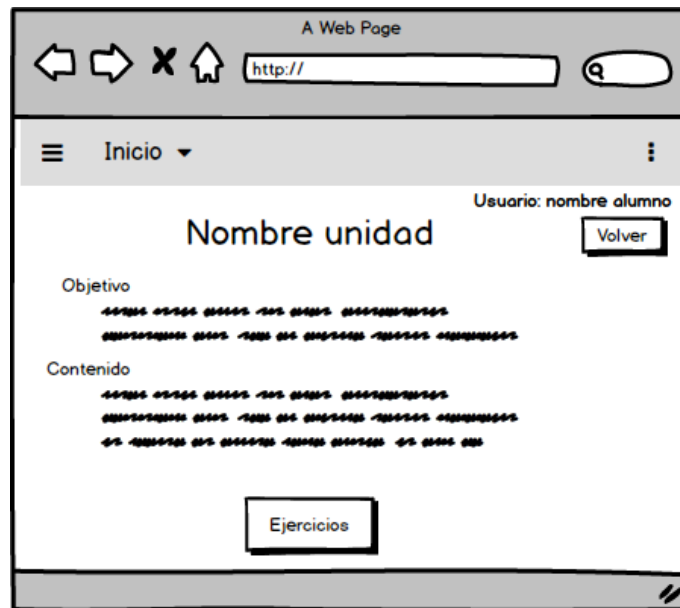 A Web Page
http://
Inicio
Usuario: nombre alumno
Nombre unidad
Volver
Objetivo
Contenido
Ejercicios